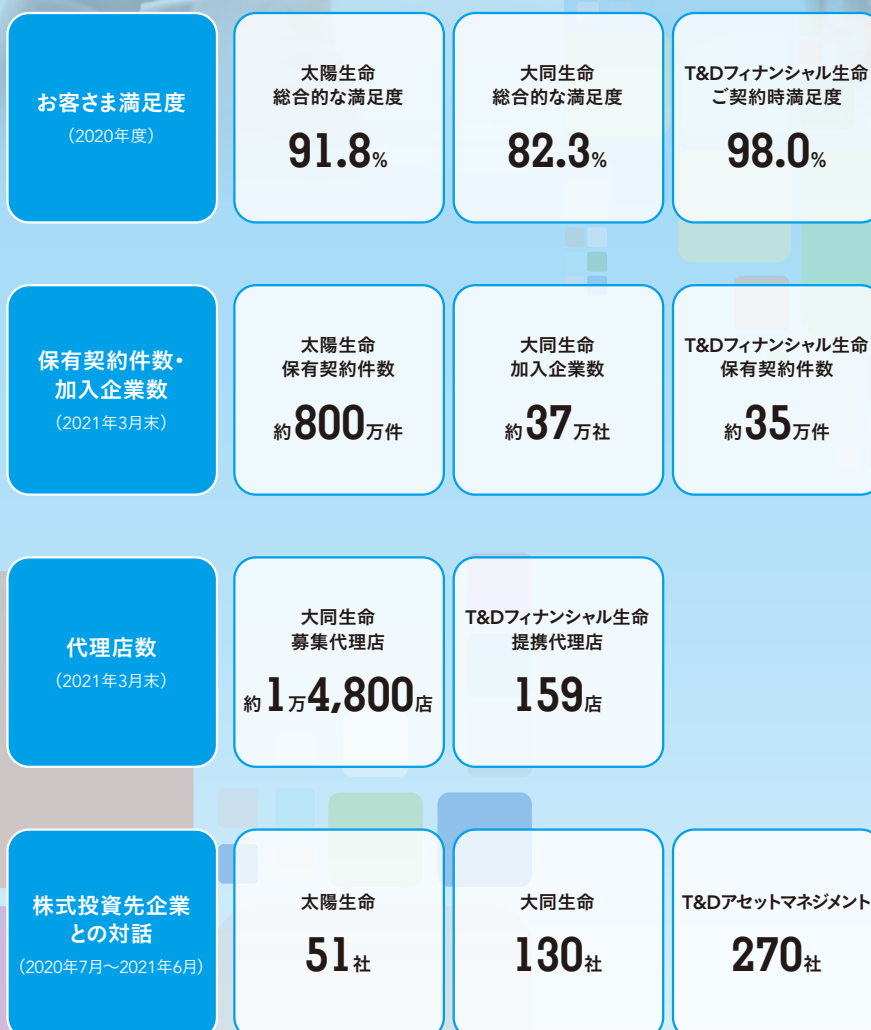 お客さま満足度
（2020年度）
太陽生命
総合的な満足度
91.8%
大同生命
総合的な満足度
82.3%
T&Dフィナンシャル生命
ご契約時満足度
98.0%
保有契約件数・
加入企業数
（2021年3月末）
太陽生命
保有契約件数
約800万件
大同生命
加入企業数
約37万社
T&Dフィナンシャル生命
保有契約件数
約35万件
代理店数
（2021年3月末）
大同生命
募集代理店
約1万4,800店
T&Dフィナンシャル生命
提携代理店
159店
株式投資先企業
との対話
（2020年7月～2021年6月）
太陽生命
51社
大同生命
130社
T&Dアセットマネジメント
270社